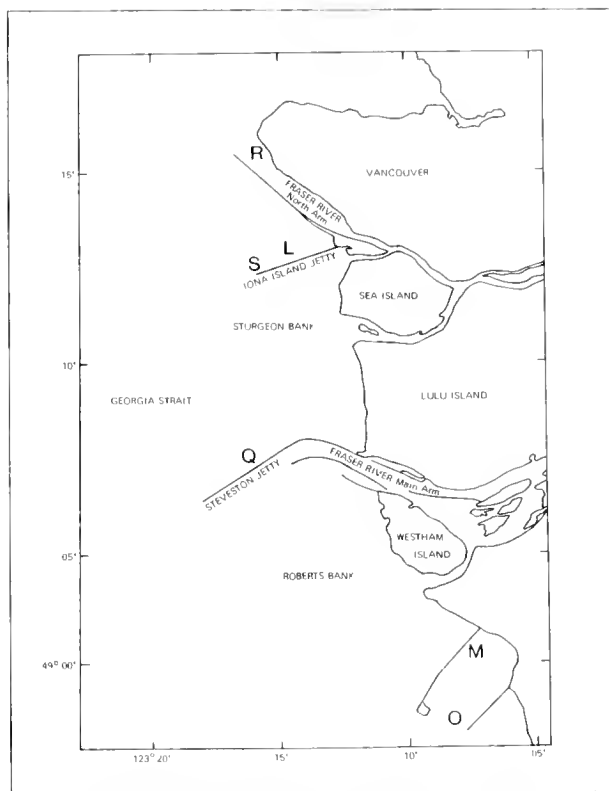 R
VANCOUVER
15'
FRASER RIVER
North Arm
L
S
IONA ISLAND JETTY
SEA ISLAND
STURGEON BANK
10'
GEORGIA STRAIT
LULU ISLAND
Q
FRASER RIVER Main Arm
STEVESTON JETTY
WESTHAM
ISLAND
05'
ROBERTS BANK
M
49° 00'
O
123° 20'
15'
10'
05'